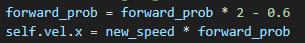 forward_prob = forward_prob * 2 - 0.6
self.vel.x = new_speed * forward_prob